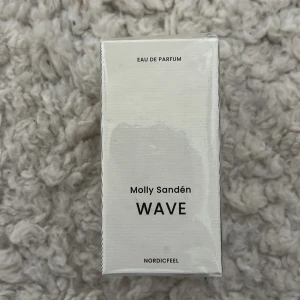 EAU DE PARFUM
Molly Sandén
WAVE
NORDICFEEL